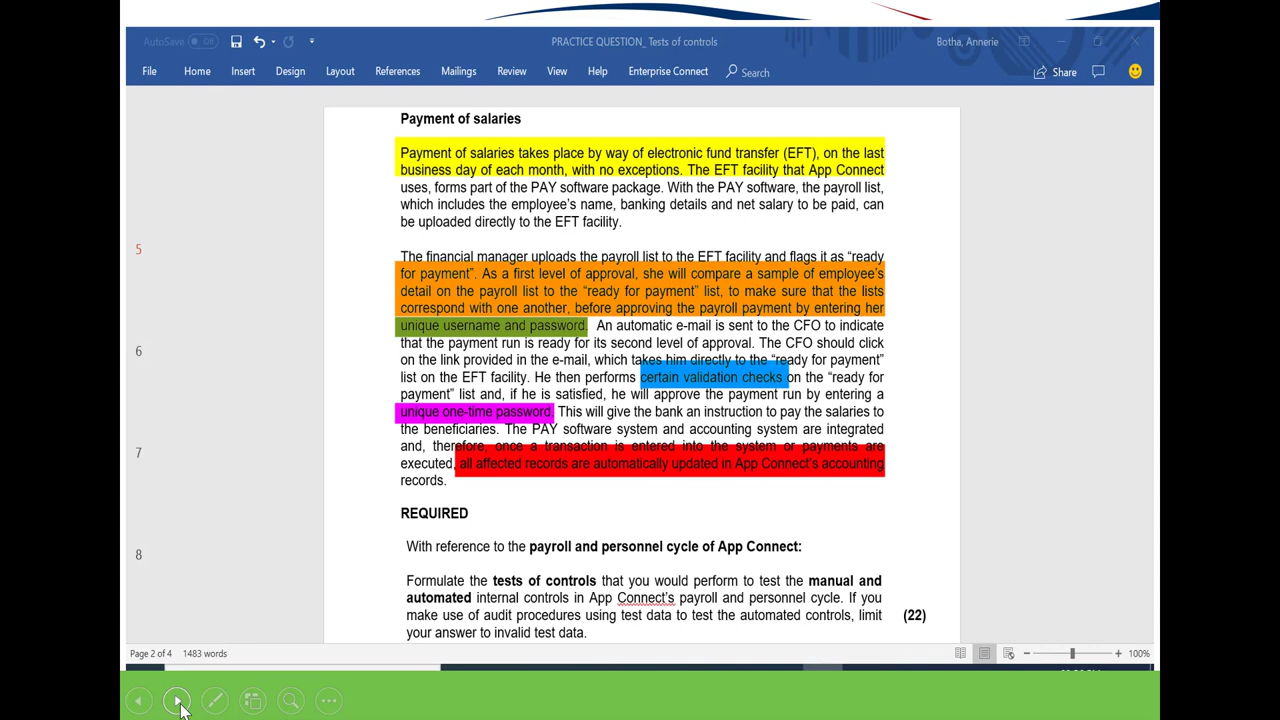 AutoSave Off
PRACTICE QUESTION_ Tests of controls
Botha, Annerie
File Home Insert Design Layout References Mailings Review View Help Enterprise Connect Search Share
Payment of salaries
Payment of salaries takes place by way of electronic fund transfer (EFT), on the last
business day of each month, with no exceptions. The EFT facility that App Connect
uses, forms part of the PAY software package. With the PAY software, the payroll list,
which includes the employee's name, banking details and net salary to be paid, can
be uploaded directly to the EFT facility.
5
The financial manager uploads the payroll list to the EFT facility and flags it as “ready
for payment”. As a first level of approval, she will compare a sample of employee's
detail on the payroll list to the “ready for payment” list, to make sure that the lists
correspond with one another, before approving the payroll payment by entering her
unique username and password. An automatic e-mail is sent to the CFO to indicate
that the payment run is ready for its second level of approval. The CFO should click
6
on the link provided in the e-mail, which takes him directly to the “ready for payment”
list on the EFT facility. He then performs certain validation checks on the “ready for
payment” list and, if he is satisfied, he will approve the payment run by entering a
unique one-time password. This will give the bank an instruction to pay the salaries to
the beneficiaries. The PAY software system and accounting system are integrated
and, therefore, once a transaction is entered into the system or payments are
7
executed, all affected records are automatically updated in App Connect's accounting
records.
REQUIRED
With reference to the payroll and personnel cycle of App Connect:
8
Formulate the tests of controls that you would perform to test the manual and
automated internal controls in App Connect's payroll and personnel cycle. If you
make use of audit procedures using test data to test the automated controls, limit (22)
your answer to invalid test data.
Page 2 of 4 1483 words
100%